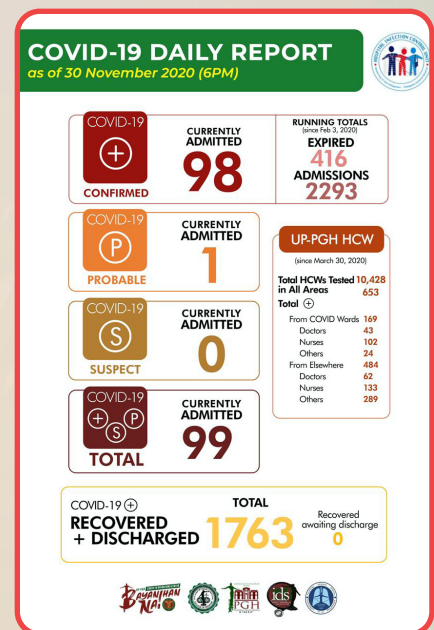 COVID-19 DAILY REPORT
as of 30 November 2020 (6PM)
COVID-19
CONFIRMED
CURRENTLY
ADMITTED
98
RUNNING TOTALS
(since Feb 3, 2020)
EXPIRED
416
ADMISSIONS
2293
COVID-19
P
PROBABLE
CURRENTLY
ADMITTED
1
COVID-19
S
SUSPECT
CURRENTLY
ADMITTED
0
COVID-19
+ S P
TOTAL
CURRENTLY
ADMITTED
99
UP-PGH HCW
(since March 30, 2020)
Total HCWs Tested 10,428
in All Areas 653
Total +
From COVID Wards 169
Doctors 43
Nurses 102
Others 24
From Elsewhere 484
Doctors 62
Nurses 133
Others 289
COVID-19 +
RECOVERED
+ DISCHARGED
TOTAL
1763
Recovered
awaiting discharge
0
BAYANIHAN
NA!
PGH
ids